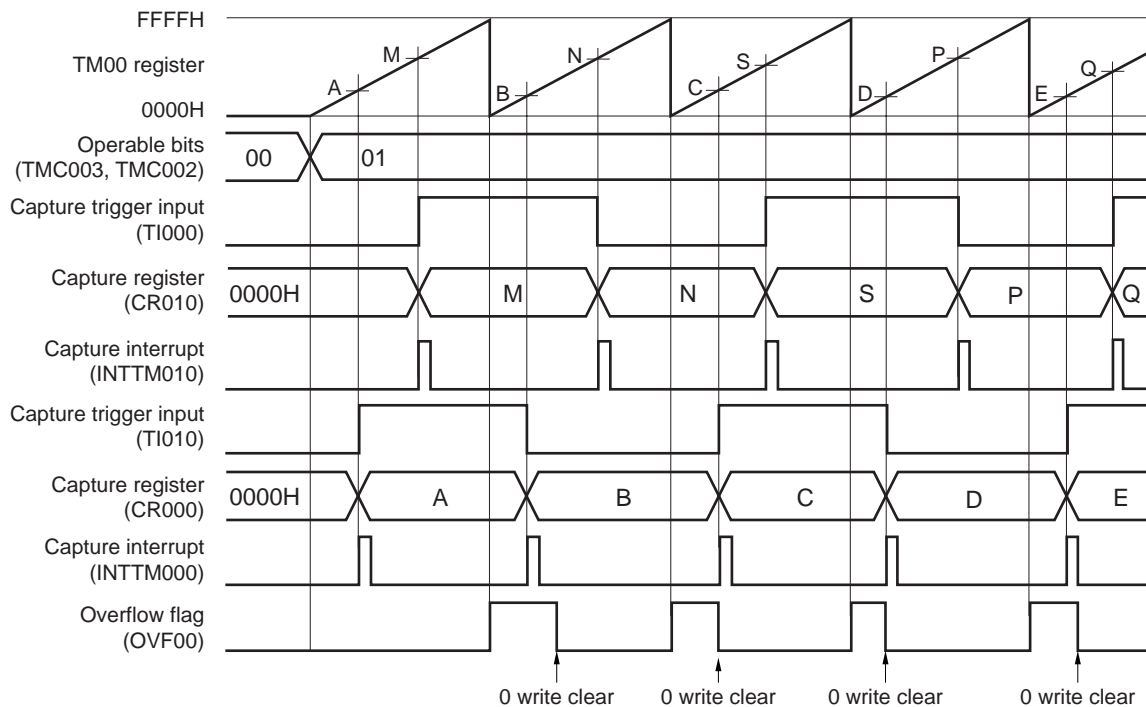 FFFFH
TM00 register
0000H
A M B N C S D P E Q
Operable bits
(TMC003, TMC002)
00 01
Capture trigger input
(TI000)
Capture register
(CR010)
0000H M N S P Q
Capture interrupt
(INTTM010)
Capture trigger input
(TI010)
Capture register
(CR000)
0000H A B C D E
Capture interrupt
(INTTM000)
Overflow flag
(OVF00)
0 write clear 0 write clear 0 write clear 0 write clear